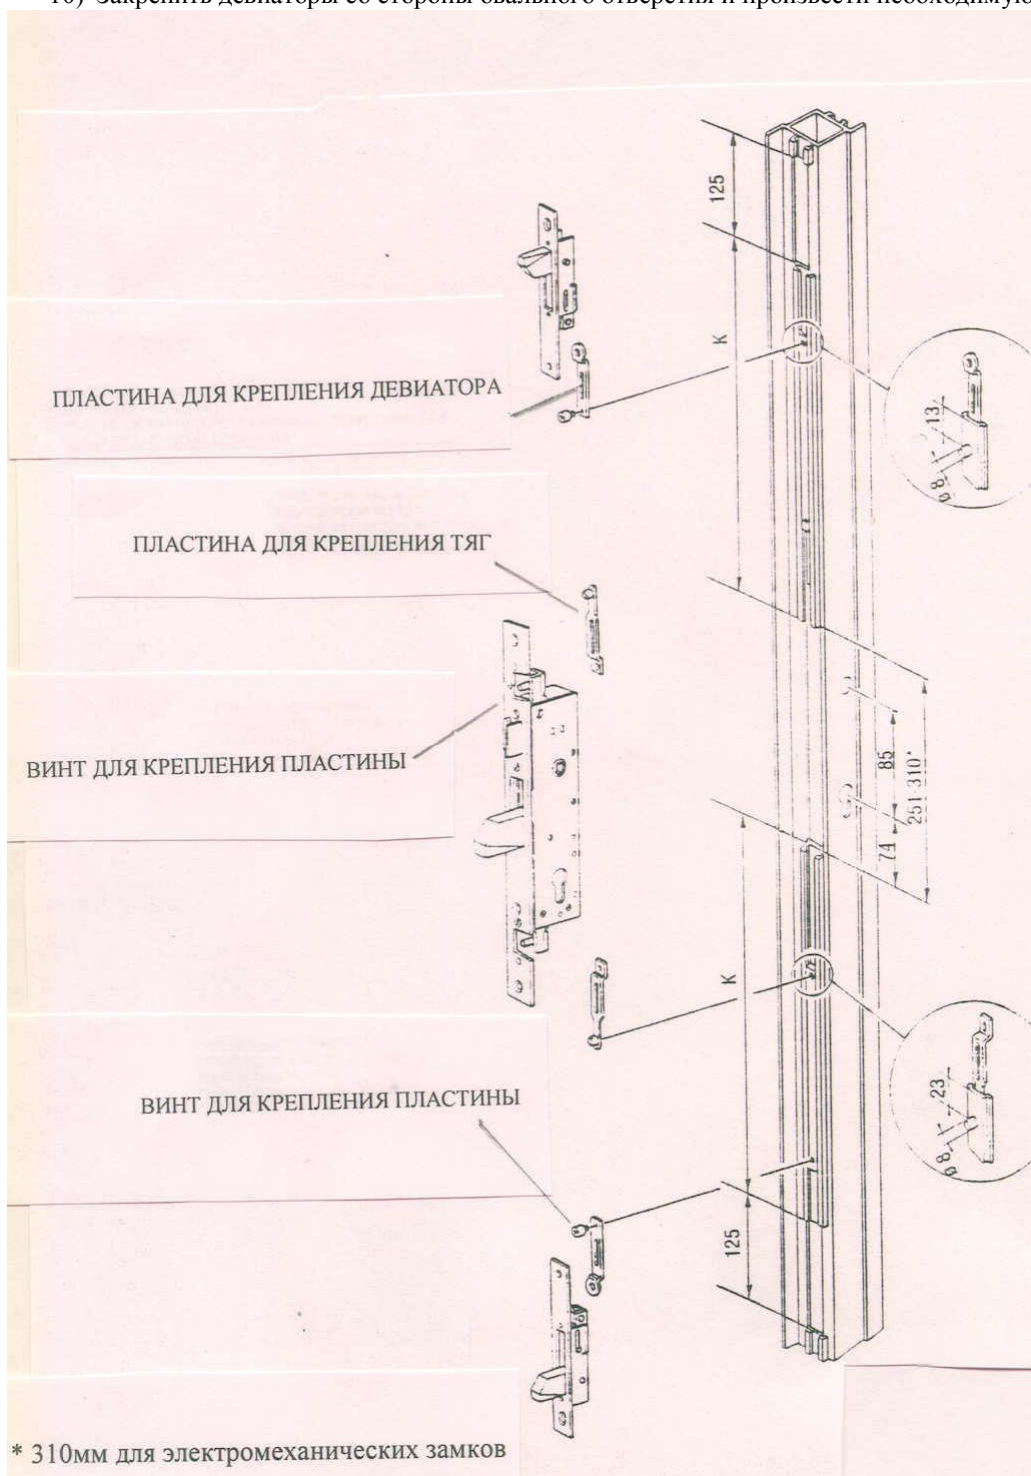 10) Закрепить девиаторы со стороны овального отверстия и произвести необходимую
125
K
ПЛАСТИНА ДЛЯ КРЕПЛЕНИЯ ДЕВИАТОРА
13
ø 8
ПЛАСТИНА ДЛЯ КРЕПЛЕНИЯ ТЯГ
ВИНТ ДЛЯ КРЕПЛЕНИЯ ПЛАСТИНЫ
85
251 310*
74
K
ВИНТ ДЛЯ КРЕПЛЕНИЯ ПЛАСТИНЫ
23
ø 8
125
* 310мм для электромеханических замков